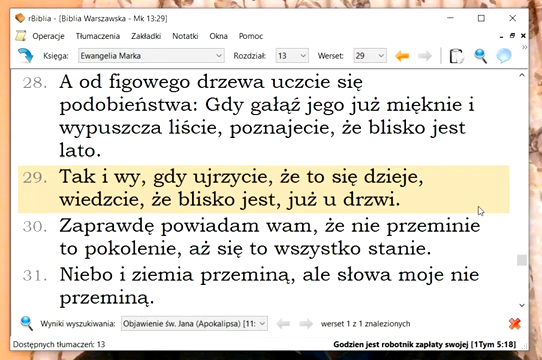 rBiblia - [Biblia Warszawska - Mk 13:29]
Operacje Tłumaczenia Zakładki Notatki Okna Pomoc
Księga: Ewangelia Marka Rozdział: 13 Werset: 29
28. A od figowego drzewa uczcie się
podobieństwa: Gdy gałąź jego już mięknie i
wypuszcza liście, poznajecie, że blisko jest
lato.
29. Tak i wy, gdy ujrzycie, że to się dzieje,
wiedzcie, że blisko jest, już u drzwi.
30. Zaprawdę powiadam wam, że nie przeminie
to pokolenie, aż się to wszystko stanie.
31. Niebo i ziemia przeminą, ale słowa moje nie
przeminą.
Wyniki wyszukiwania: Objawienie św. Jana (Apokalipsa) [11: werset 1 z 1 znalezionych
Dostępnych tłumaczeń: 13 Godzien jest robotnik zapłaty swojej [1Tym 5:18]